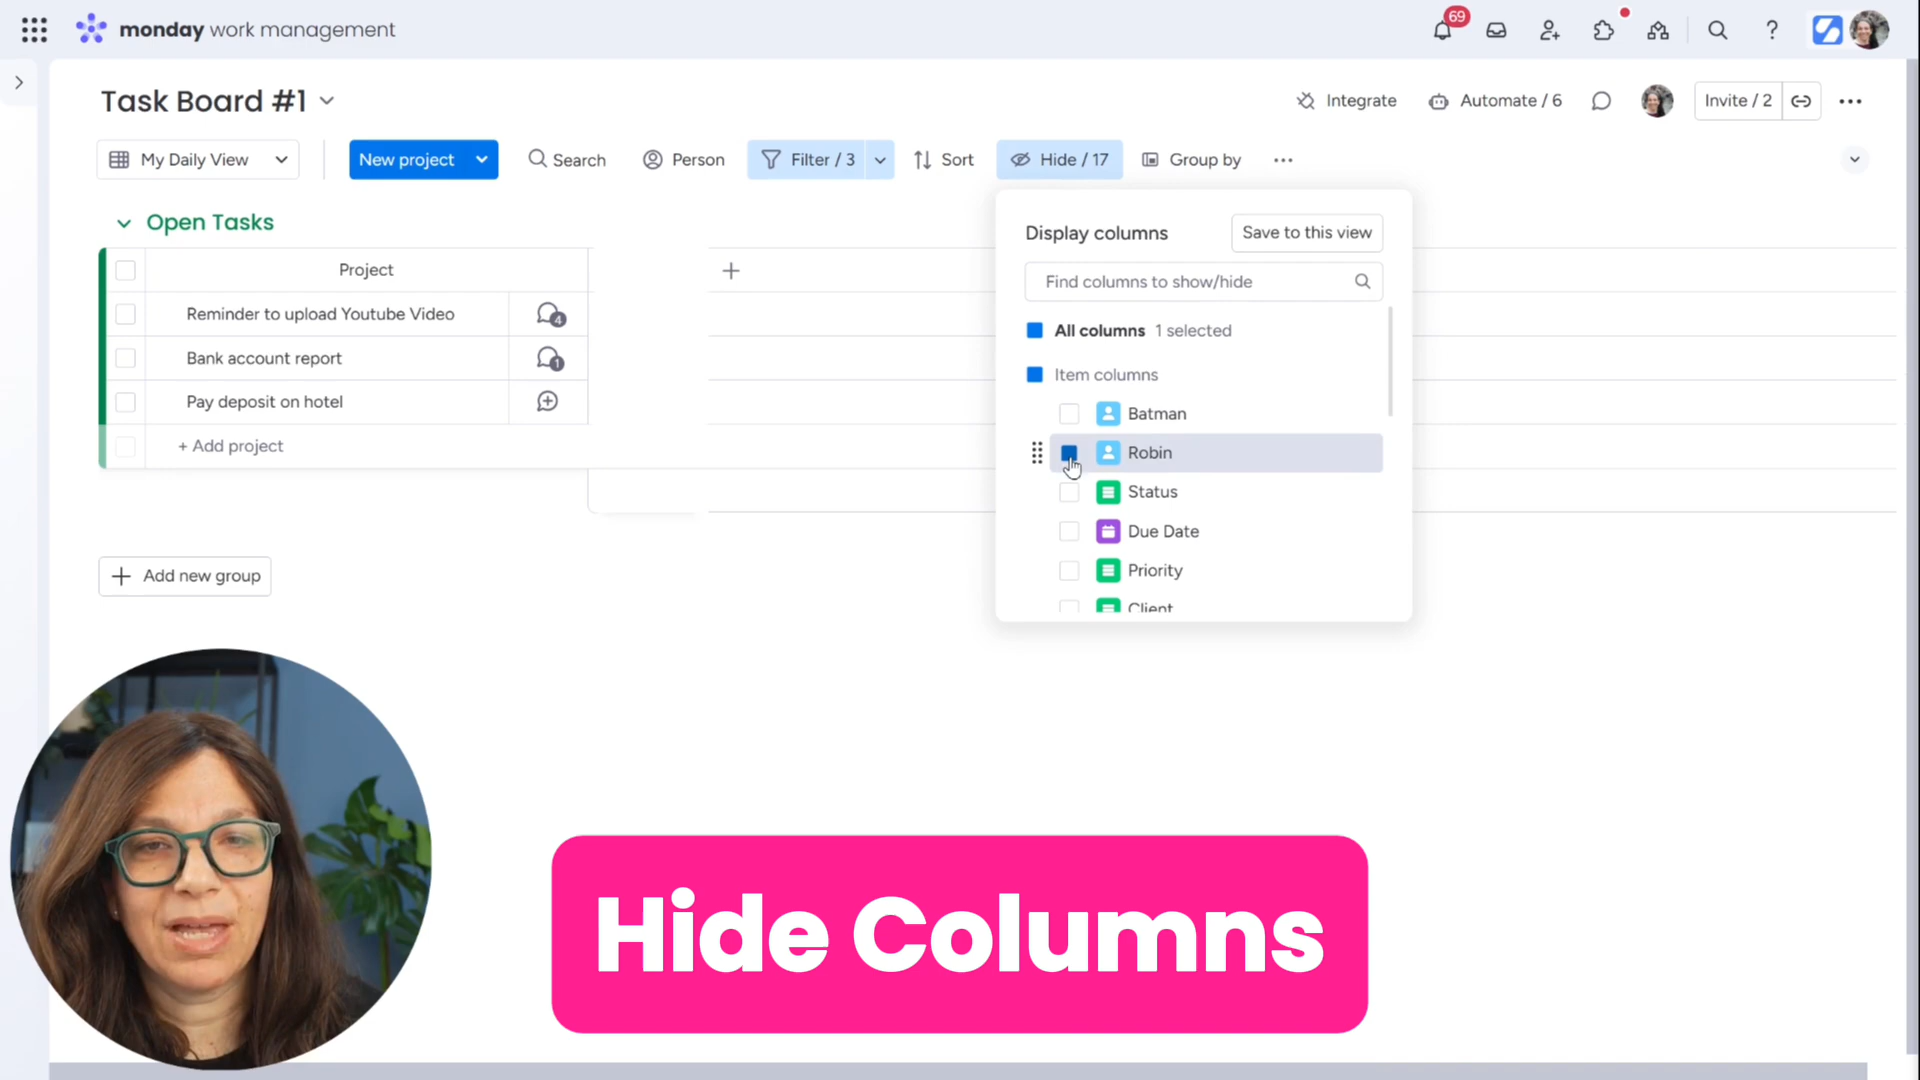 monday work management
69
Task Board #1
Integrate
Automate / 6
Invite / 2
My Daily View
New project
Search
Person
Filter / 3
Sort
Hide / 17
Group by
Open Tasks
Project
Reminder to upload Youtube Video
4
Bank account report
1
Pay deposit on hotel
+ Add project
Add new group
Display columns
Save to this view
Find columns to show/hide
All columns 1 selected
Item columns
Batman
Robin
Status
Due Date
Priority
Client
Hide Columns